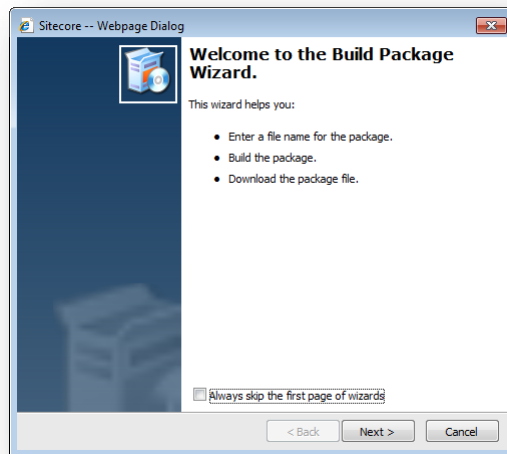 Sitecore -- Webpage Dialog
Welcome to the Build Package
Wizard.
This wizard helps you:
• Enter a file name for the package.
• Build the package.
• Download the package file.
Always skip the first page of wizards
< Back Next > Cancel